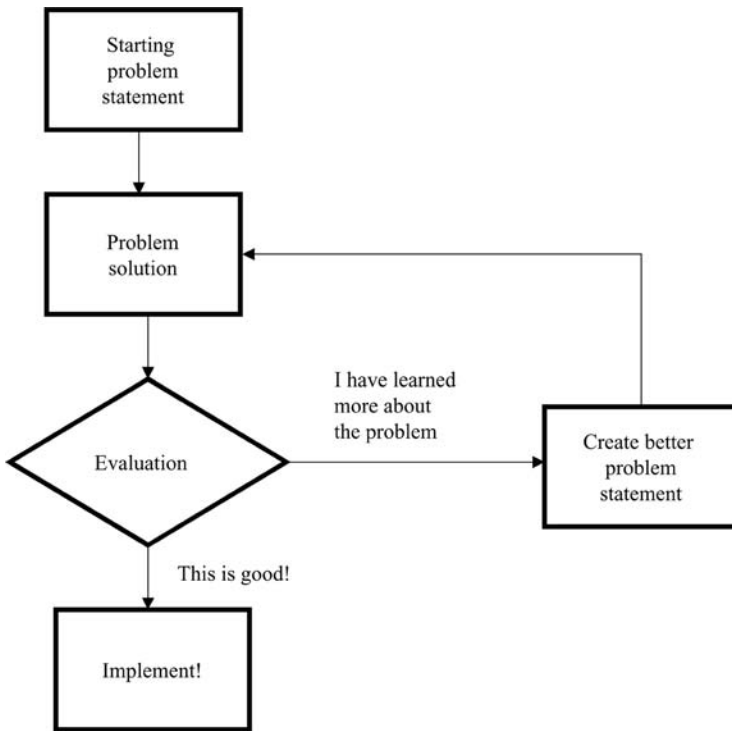 Starting
problem
statement
Problem
solution
Evaluation
I have learned
more about
the problem
Create better
problem
statement
This is good!
Implement!